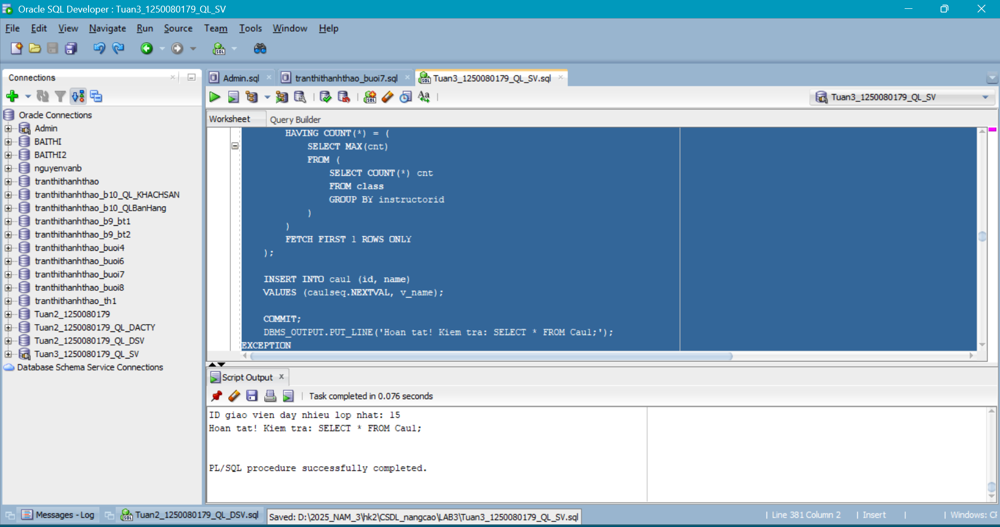 Oracle SQL Developer : Tuan3_1250080179_QL_SV
File Edit View Navigate Run Source Team Tools Window Help
Connections
Oracle Connections
Admin
BAITHI
BAITHI2
nguyenvanb
tranthithanhthao
tranthithanhthao_b10_QL_KHACHSAN
tranthithanhthao_b10_QLBanHang
tranthithanhthao_b9_bt1
tranthithanhthao_b9_bt2
tranthithanhthao_buoi4
tranthithanhthao_buoi6
tranthithanhthao_buoi7
tranthithanhthao_buoi8
tranthithanhthao_th1
Tuan2_1250080179
Tuan2_1250080179_QL_DACTY
Tuan2_1250080179_QL_DSV
Tuan3_1250080179_QL_SV
Database Schema Service Connections
Admin.sql tranthithanhthao_buoi7.sql Tuan3_1250080179_QL_SV.sql
Tuan3_1250080179_QL_SV
Worksheet Query Builder
HAVING COUNT(*) = (
SELECT MAX(cnt)
FROM (
SELECT COUNT(*) cnt
FROM class
GROUP BY instructorid
)
)
FETCH FIRST 1 ROWS ONLY
);
INSERT INTO cau1 (id, name)
VALUES (cau1seq.NEXTVAL, v_name);
COMMIT;
DBMS_OUTPUT.PUT_LINE('Hoan tat! Kiem tra: SELECT * FROM Cau1;');
EXCEPTION
Script Output
Task completed in 0.076 seconds
ID giao vien day nhieu lop nhat: 15
Hoan tat! Kiem tra: SELECT * FROM Cau1;
PL/SQL procedure successfully completed.
Messages - Log Tuan2_1250080179_QL_DSV.sql Saved: D:\2025_NAM_3\hk2\CSDL_nangcao\LAB3\Tuan3_1250080179_QL_SV.sql | Line 381 Column 2 | Insert | | Windows: